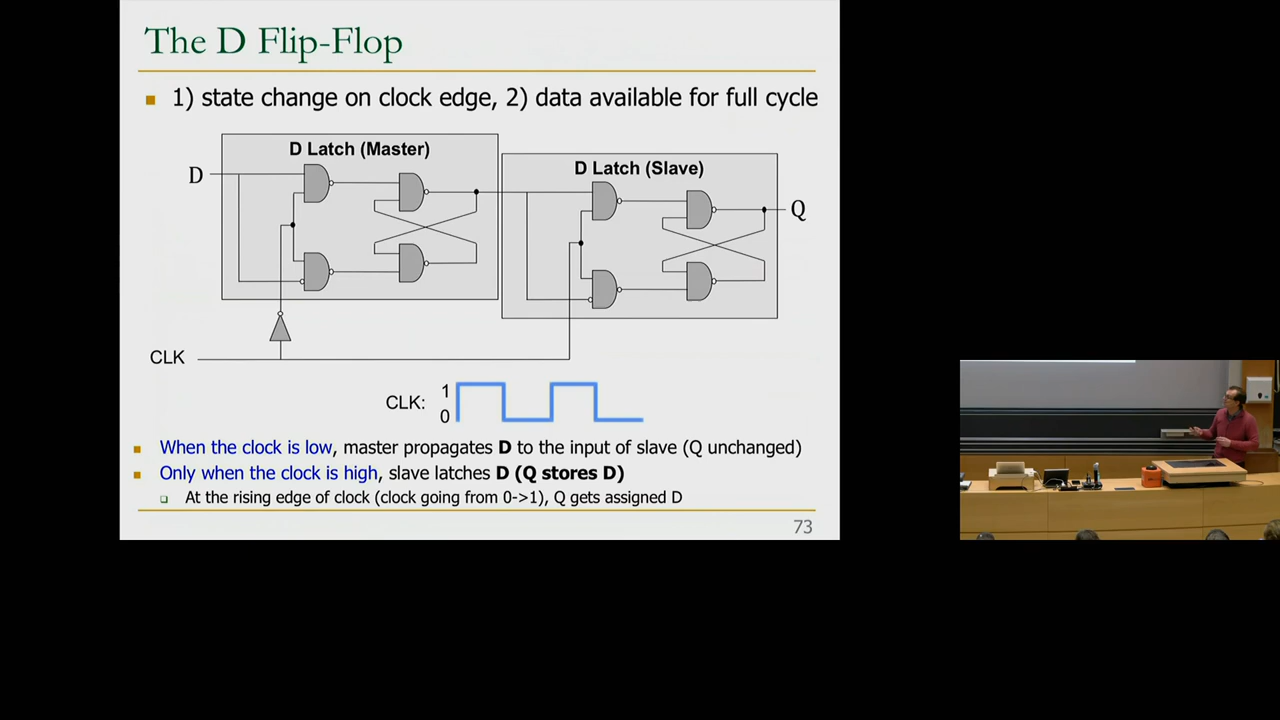 The D Flip-Flop
1) state change on clock edge, 2) data available for full cycle
D Latch (Master)
D Latch (Slave)
D
Q
CLK
CLK:
1
0
When the clock is low, master propagates D to the input of slave (Q unchanged)
Only when the clock is high, slave latches D (Q stores D)
At the rising edge of clock (clock going from 0->1), Q gets assigned D
73